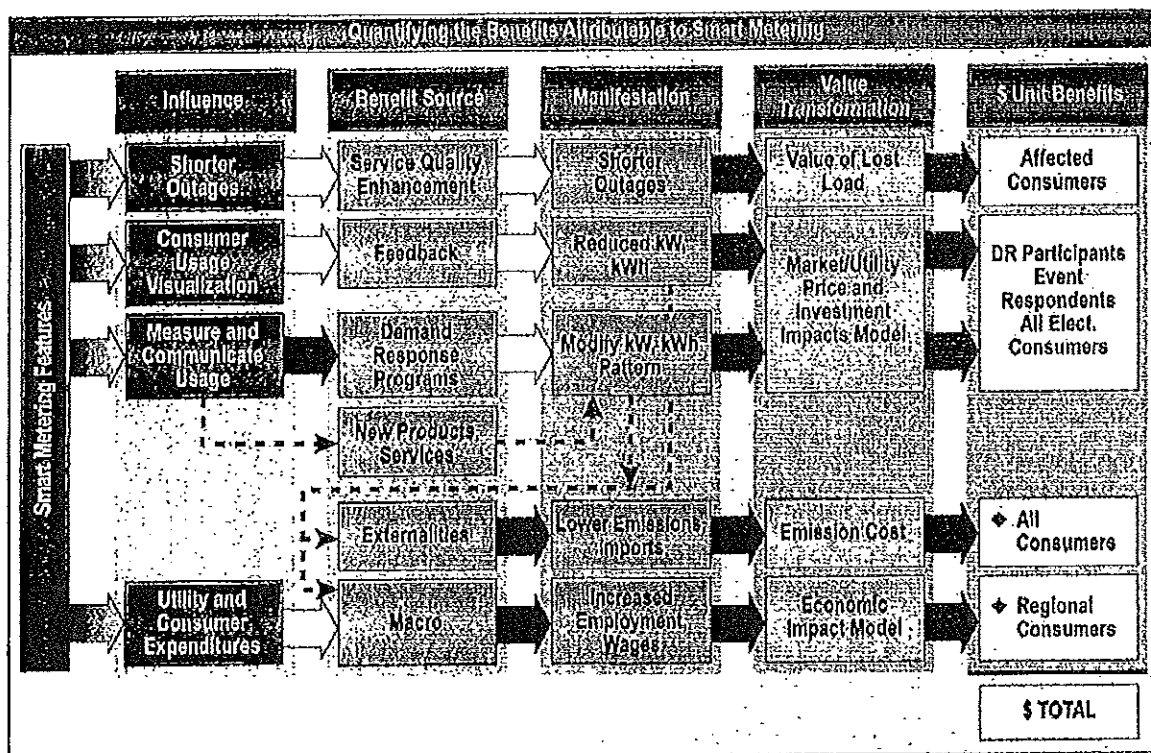 Quantifying the Benefits Attributable to Smart Metering
Influence
Benefit Source
Manifestation
Value
Transformation
$ Unit Benefits
Smart Metering Features
Shorter
Outages
Service Quality
Enhancement
Shorter
Outages
Value of Lost
Load
Affected
Consumers
Consumer
Usage
Visualization
Feedback
Reduced kW,
kWH
Market/Utility
Price and
Investment
Impacts Model
DR Participants
Event
Respondents
All Elect.
Consumers
Measure and
Communicate
Usage
Demand
Response
Programs
Modify kW, kWh
Pattern
New Products,
Services
Externalities
Lower Emissions,
Imports
Emission Cost
❖ All
Consumers
Utility and
Consumer
Expenditures
Macro
Increased
Employment
Wages
Economic
Impact Model
❖ Regional
Consumers
$ TOTAL